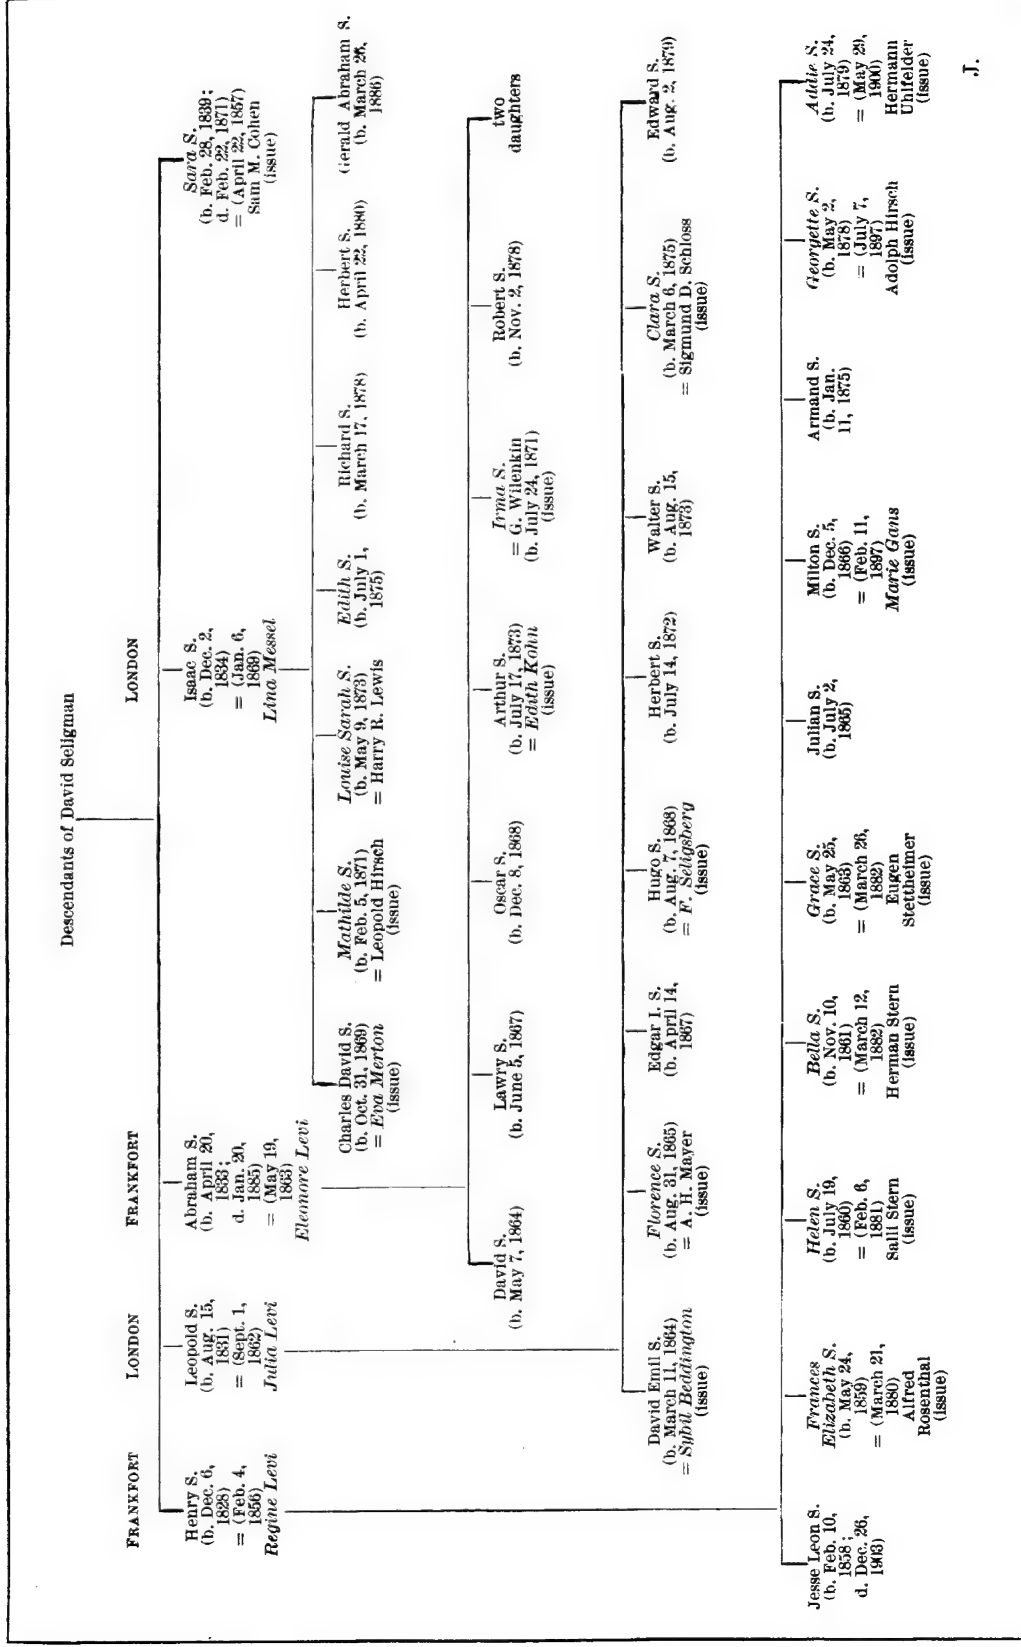 Descendants of David Seligman
FRANKFORT
LONDON
FRANKFORT
LONDON
Henry S.
(b. Dec. 6,
1828)
= (Feb. 4,
1856)
Regine Levi
Leopold S.
(b. Aug. 15,
1831)
= (Sept. 1,
1862)
Julia Levi
Abraham S.
(b. April 20,
1833;
d. Jan. 20,
1885)
= (May 19,
1863)
Eleonore Levi
Isaac S.
(b. Dec. 2,
1834)
= (Jan. 6,
1869)
Lina Messel
Sara S.
(b. Feb. 28, 1839;
d. Feb. 22, 1871)
= (April 22, 1857)
Sam M. Cohen
(issue)
Charles David S.
(b. Oct. 31, 1869)
= Eva Merton
(issue)
Mathilde S.
(b. Feb. 5, 1871)
= Leopold Hirsch
(issue)
Louise Sarah S.
(b. May 9, 1873)
= Harry R. Lewis
Edith S.
(b. July 1,
1875)
Richard S.
(b. March 17, 1878)
Herbert S.
(b. April 22, 1880)
Gerald Abraham S.
(b. March 26,
1886)
David S.
(b. May 7, 1864)
Lawry S.
(b. June 5, 1867)
Oscar S.
(b. Dec. 8, 1868)
Arthur S.
(b. July 17, 1873)
= Edith Kohn
(issue)
Irma S.
= G. Wilenkin
(b. July 24, 1871)
(issue)
Robert S.
(b. Nov. 2, 1878)
two
daughters
David Emil S.
(b. March 11, 1864)
= Sybil Beddington
(issue)
Florence S.
(b. Aug. 31, 1865)
= A. H. Mayer
(issue)
Edgar I. S.
(b. April 14,
1867)
Hugo S.
(b. Aug. 7, 1868)
= F. Seligsberg
(issue)
Herbert S.
(b. July 14, 1872)
Walter S.
(b. Aug. 15,
1873)
Clara S.
(b. March 6, 1875)
= Sigmund D. Schloss
(issue)
Edward S.
(b. Aug. 2, 1879)
Jesse Leon S.
(b. Feb. 10,
1858;
d. Dec. 26,
1903)
Frances
Elizabeth S.
(b. May 24,
1859)
= (March 21,
1880)
Alfred
Rosenthal
(issue)
Helen S.
(b. July 19,
1860)
= (Feb. 6,
1881)
Salli Stern
(issue)
Bella S.
(b. Nov. 10,
1861)
= (March 12,
1882)
Herman Stern
(issue)
Grace S.
(b. May 25,
1863)
= (March 26,
1882)
Eugen
Stettheimer
(issue)
Julian S.
(b. July 2,
1865)
Milton S.
(b. Dec. 5,
1866)
= (Feb. 11,
1897)
Marie Gans
(issue)
Armand S.
(b. Jan.
11, 1875)
Georgette S.
(b. May 2,
1878)
= (July 7,
1897)
Adolph Hirsch
(issue)
Addie S.
(b. July 24,
1879)
= (May 29,
1900)
Hermann
Uhlfelder
(issue)
J.